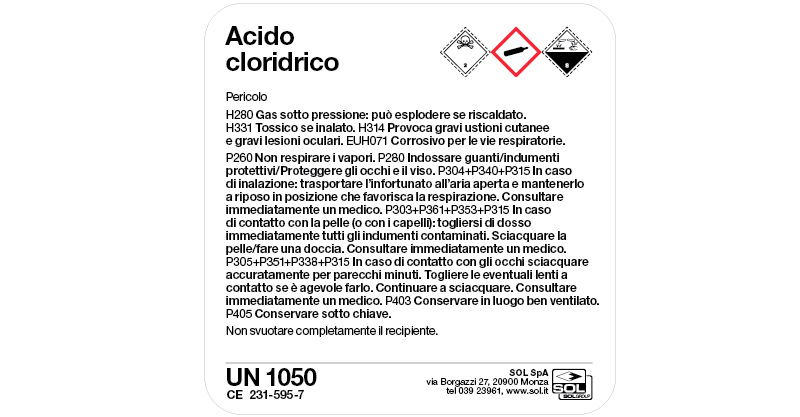 Acido
cloridrico
2
8
Pericolo
H280 Gas sotto pressione: può esplodere se riscaldato.
H331 Tossico se inalato. H314 Provoca gravi ustioni cutanee
e gravi lesioni oculari. EUH071 Corrosivo per le vie respiratorie.
P260 Non respirare i vapori. P280 Indossare guanti/indumenti
protettivi/Proteggere gli occhi e il viso. P304+P340+P315 In caso
di inalazione: trasportare l'infortunato all'aria aperta e mantenerlo
a riposo in posizione che favorisca la respirazione. Consultare
immediatamente un medico. P303+P361+P353+P315 In caso
di contatto con la pelle (o con i capelli): togliersi di dosso
immediatamente tutti gli indumenti contaminati. Sciacquare la
pelle/fare una doccia. Consultare immediatamente un medico.
P305+P351+P338+P315 In caso di contatto con gli occhi sciacquare
accuratamente per parecchi minuti. Togliere le eventuali lenti a
contatto se è agevole farlo. Continuare a sciacquare. Consultare
immediatamente un medico. P403 Conservare in luogo ben ventilato.
P405 Conservare sotto chiave.
Non svuotare completamente il recipiente.
UN 1050
CE 231-595-7
SOL SpA
via Borgazzi 27, 20900 Monza
tel 039 23961, www.sol.it
SOL
SOLGROUP